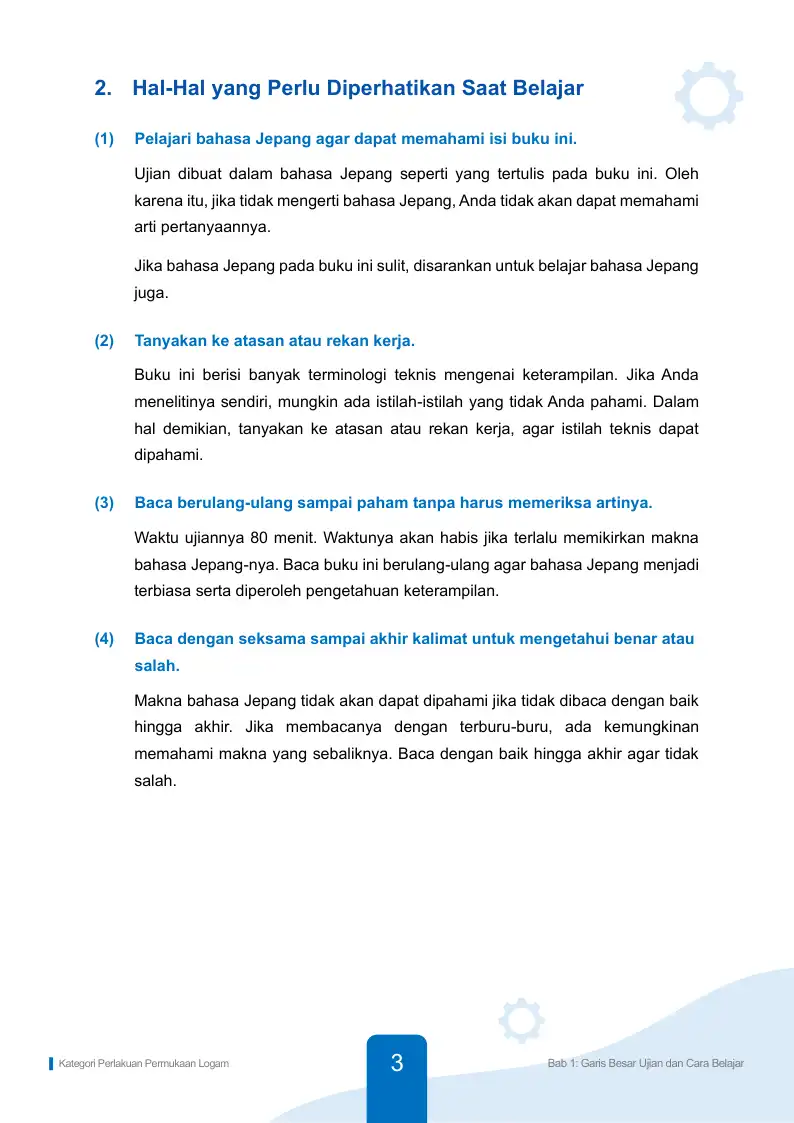 2. Hal-Hal yang Perlu Diperhatikan Saat Belajar
(1) Pelajari bahasa Jepang agar dapat memahami isi buku ini.
Ujian dibuat dalam bahasa Jepang seperti yang tertulis pada buku ini. Oleh
karena itu, jika tidak mengerti bahasa Jepang, Anda tidak akan dapat memahami
arti pertanyaannya.
Jika bahasa Jepang pada buku ini sulit, disarankan untuk belajar bahasa Jepang
juga.
(2) Tanyakan ke atasan atau rekan kerja.
Buku ini berisi banyak terminologi teknis mengenai keterampilan. Jika Anda
menelitinya sendiri, mungkin ada istilah-istilah yang tidak Anda pahami. Dalam
hal demikian, tanyakan ke atasan atau rekan kerja, agar istilah teknis dapat
dipahami.
(3) Baca berulang-ulang sampai paham tanpa harus memeriksa artinya.
Waktu ujiannya 80 menit. Waktunya akan habis jika terlalu memikirkan makna
bahasa Jepang-nya. Baca buku ini berulang-ulang agar bahasa Jepang menjadi
terbiasa serta diperoleh pengetahuan keterampilan.
(4) Baca dengan seksama sampai akhir kalimat untuk mengetahui benar atau
salah.
Makna bahasa Jepang tidak akan dapat dipahami jika tidak dibaca dengan baik
hingga akhir. Jika membacanya dengan terburu-buru, ada kemungkinan
memahami makna yang sebaliknya. Baca dengan baik hingga akhir agar tidak
salah.
Kategori Perlakuan Permukaan Logam
3
Bab 1: Garis Besar Ujian dan Cara Belajar